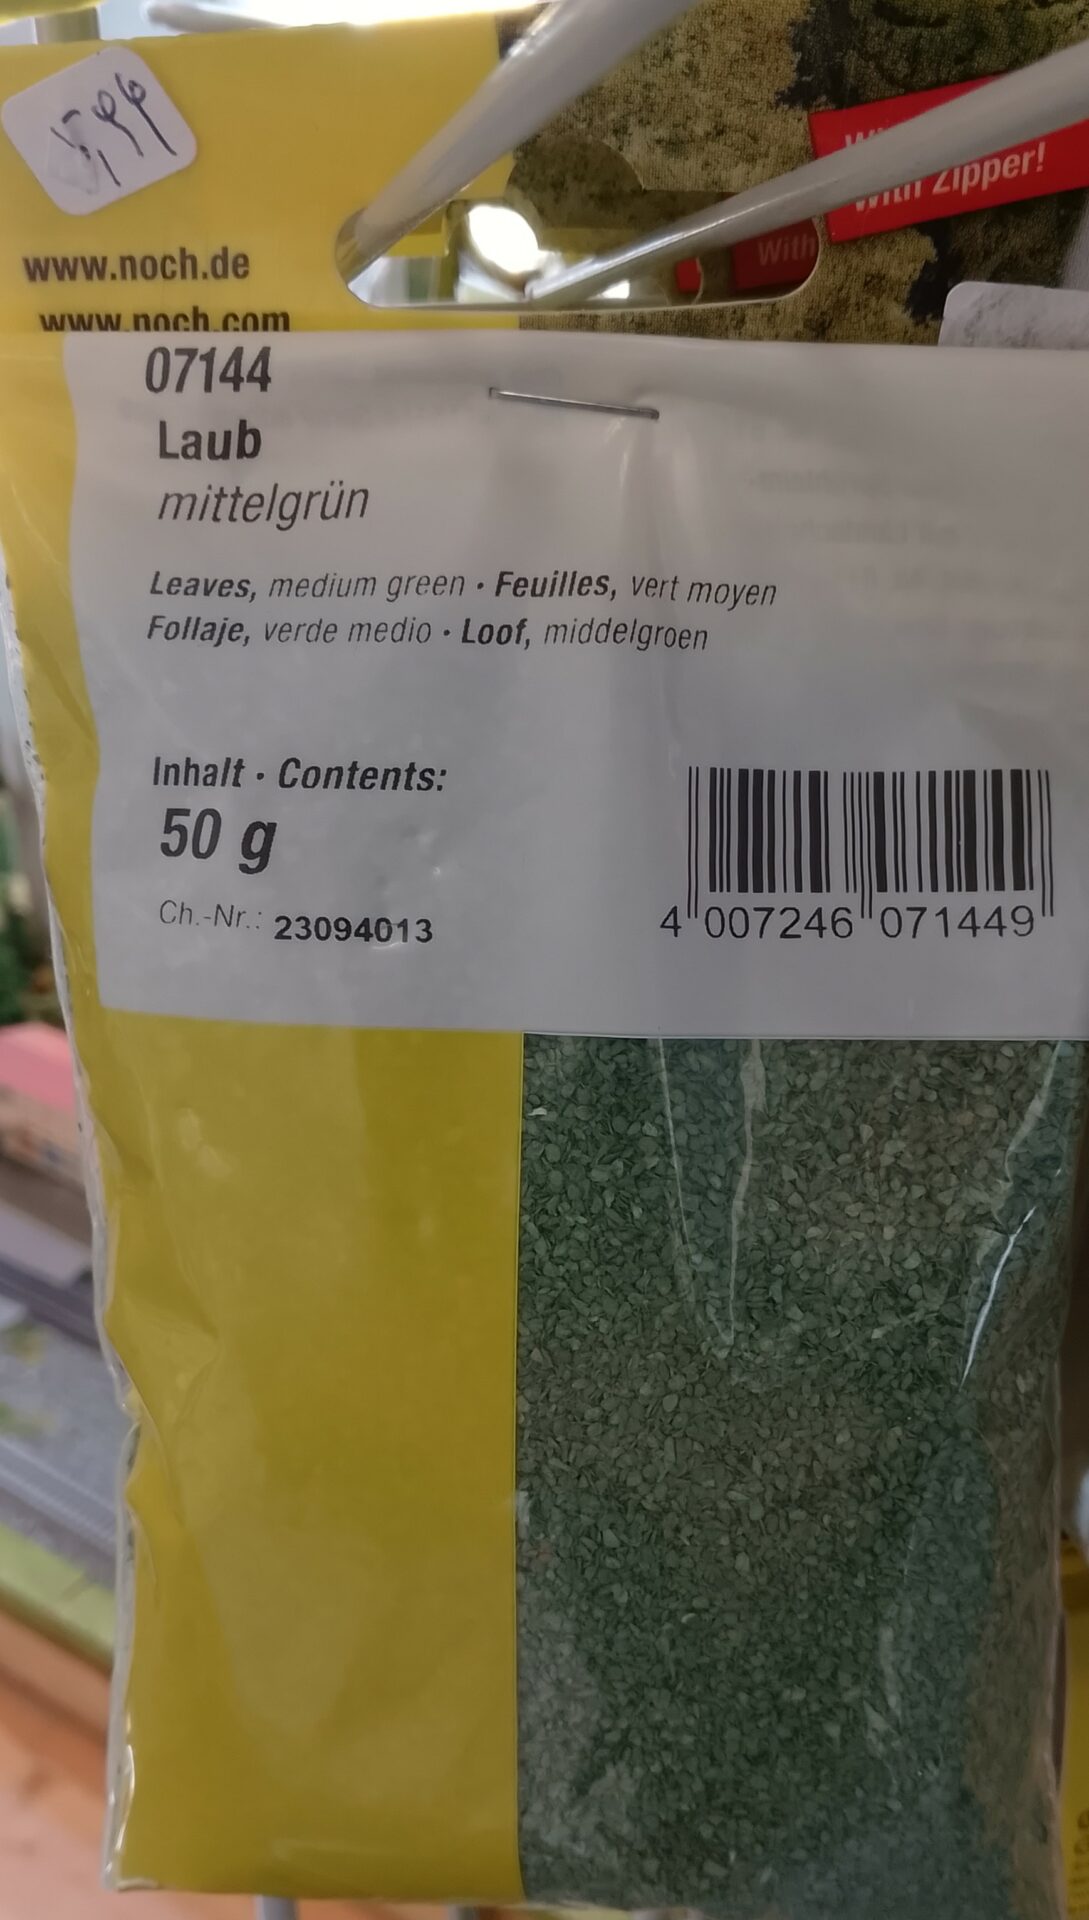 5,99
With Zipper!
With
www.noch.de
www.noch.com
07144
Laub
mittelgrün
Leaves, medium green · Feuilles, vert moyen
Follaje, verde medio · Loof, middelgroen
Inhalt · Contents:
50 g
Ch.-Nr.: 23094013
4 007246 071449